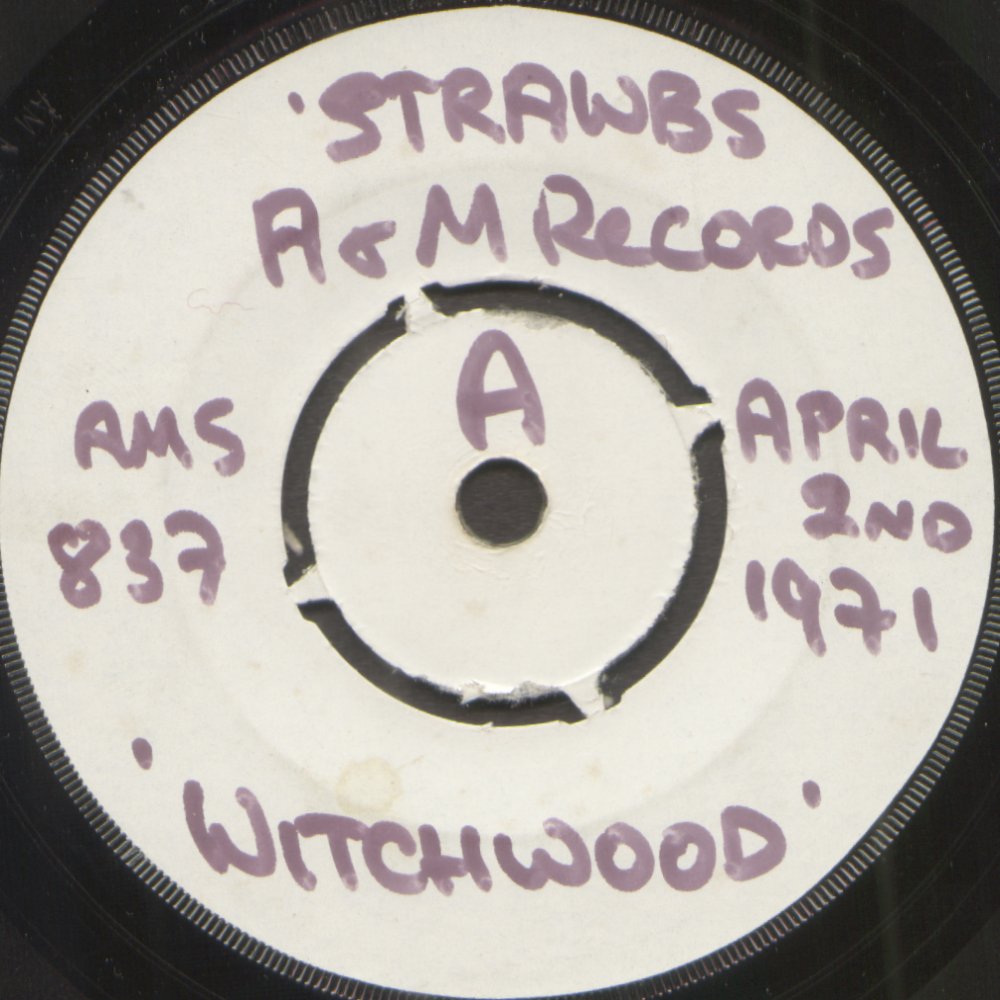 'STRAWBS
A & M RECORDS
A
AMS
837
APRIL
2ND
1971
'WITCHWOOD'